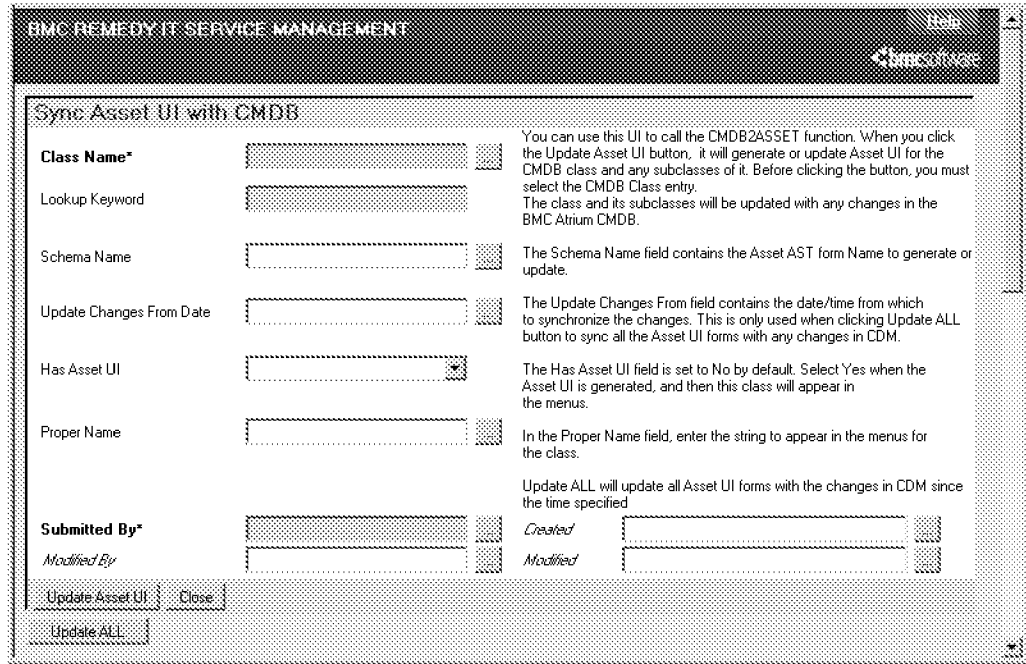 BMC REMEDY IT SERVICE MANAGEMENT
Help
bmcsoftware
Sync Asset UI with CMDB
Class Name*
Lookup Keyword
Schema Name
Update Changes From Date
Has Asset UI
Proper Name
You can use this UI to call the CMDB2ASSET function. When you click
the Update Asset UI button, it will generate or update Asset UI for the
CMDB class and any subclasses of it. Before clicking the button, you must
select the CMDB Class entry.
The class and its subclasses will be updated with any changes in the
BMC Atrium CMDB.
The Schema Name field contains the Asset AST form Name to generate or
update.
The Update Changes From field contains the date/time from which
to synchronize the changes. This is only used when clicking Update ALL
button to sync all the Asset UI forms with any changes in CDM.
The Has Asset UI field is set to No by default. Select Yes when the
Asset UI is generated, and then this class will appear in
the menus.
In the Proper Name field, enter the string to appear in the menus for
the class.
Update ALL will update all Asset UI forms with the changes in CDM since
the time specified
Submitted By*
Created
Modified By
Modified
Update Asset UI
Close
Update ALL